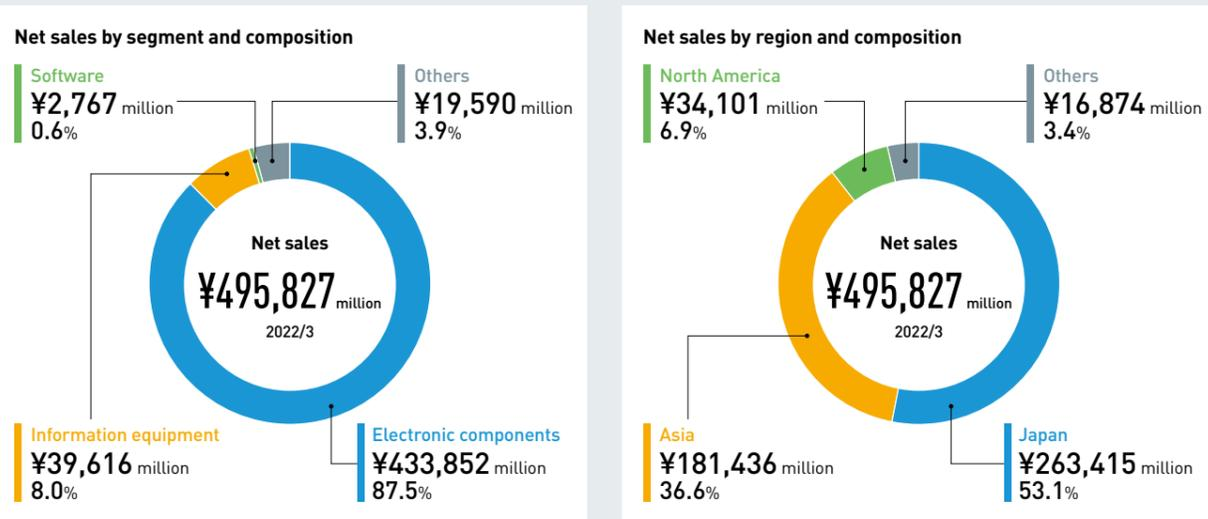 Net sales by segment and composition
Software
¥2,767 million
0.6%
Others
¥19,590 million
3.9%
Net sales
¥495,827 million
2022/3
Information equipment
¥39,616 million
8.0%
Electronic components
¥433,852 million
87.5%
Net sales by region and composition
North America
¥34,101 million
6.9%
Others
¥16,874 million
3.4%
Net sales
¥495,827 million
2022/3
Asia
¥181,436 million
36.6%
Japan
¥263,415 million
53.1%